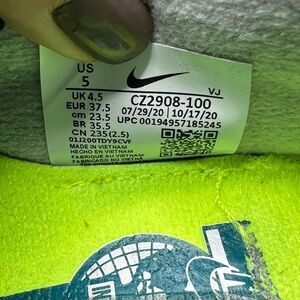 US
5
VJ
UK 4.5
EUR 37.5
cm 23.5
BR 35.5
CN 235(2.5)
CZ2908-100
07/29/20 10/17/20
UPC 00194957185245
01J200TDY9CVF
MADE IN VIETNAM
HECHO EN VIETNAM
FABRIQUE AU VIETNAM
FABRICADO NO VIETNAM